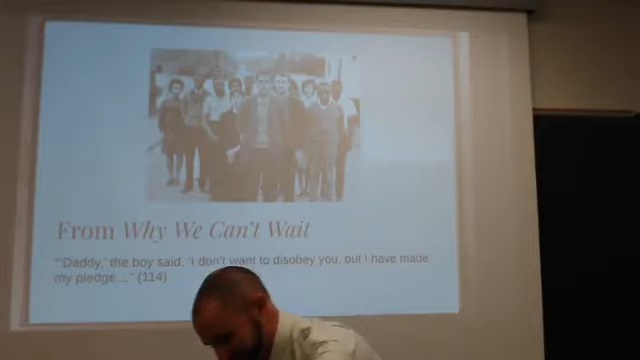 From Why We Can't Wait
"'Daddy,' the boy said, 'I don't want to disobey you, but I have made
my pledge..." (114)